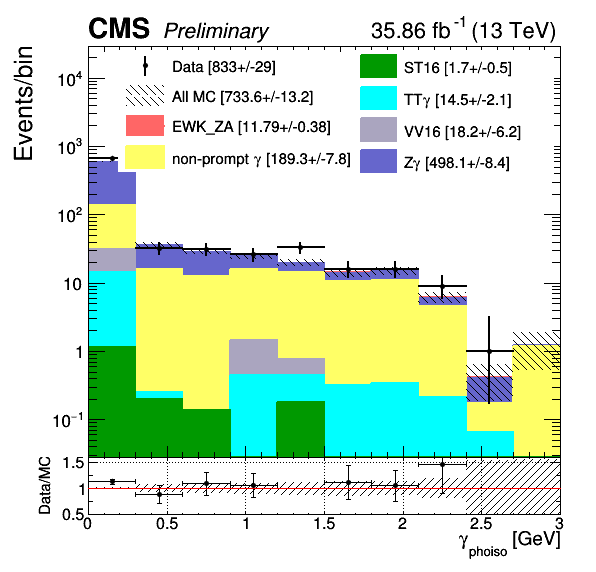 CMS Preliminary 35.86 fb⁻¹ (13 TeV)
Events/bin
Data [833+/-29]
All MC [733.6+/-13.2]
EWK_ZA [11.79+/-0.38]
non-prompt γ [189.3+/-7.8]
ST16 [1.7+/-0.5]
TTγ [14.5+/-2.1]
VV16 [18.2+/-6.2]
Zγ [498.1+/-8.4]
10⁴
10³
10²
10
1
10⁻¹
Data/MC
1.5
1
0.5
0 0.5 1 1.5 2 2.5 3
γphoiso [GeV]